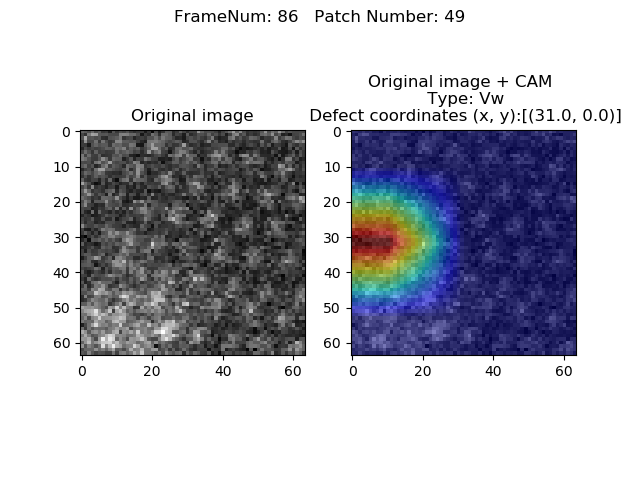 FrameNum: 86   Patch Number: 49
Original image
Original image + CAM
Type: Vw
Defect coordinates (x, y):[(31.0, 0.0)]
0
10
20
30
40
50
60
0 20 40 60
0
10
20
30
40
50
60
0 20 40 60